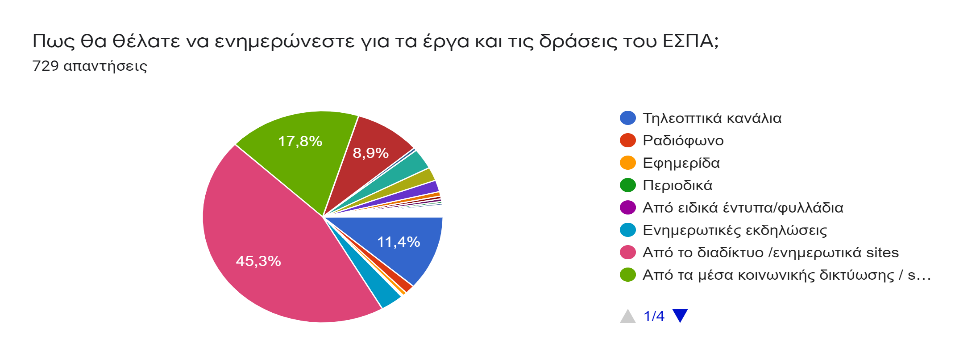 Πως θα θέλατε να ενημερώνεστε για τα έργα και τις δράσεις του ΕΣΠΑ;
729 απαντήσεις
17,8%
8,9%
11,4%
45,3%
Τηλεοπτικά κανάλια
Ραδιόφωνο
Εφημερίδα
Περιοδικά
Από ειδικά έντυπα/φυλλάδια
Ενημερωτικές εκδηλώσεις
Από το διαδίκτυο /ενημερωτικά sites
Από τα μέσα κοινωνικής δικτύωσης / s…
1/4